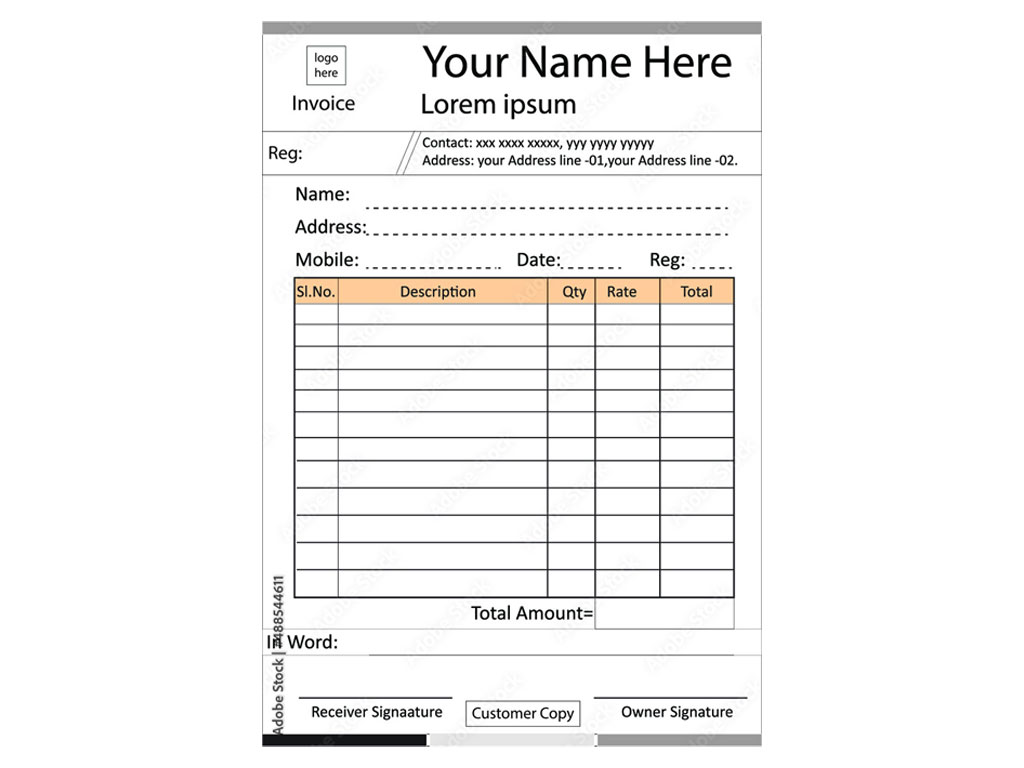 logo
here
Your Name Here
Invoice
Lorem ipsum
Reg:
Contact: xxx xxxx xxxxx, yyy yyyy yyyyy
Address: your Address line -01,your Address line -02.
Name:
Address:
Mobile: Date: Reg:
Sl.No. Description Qty Rate Total
Total Amount=
In Word:
Receiver Signaature Customer Copy Owner Signature
Adobe Stock | #488544611